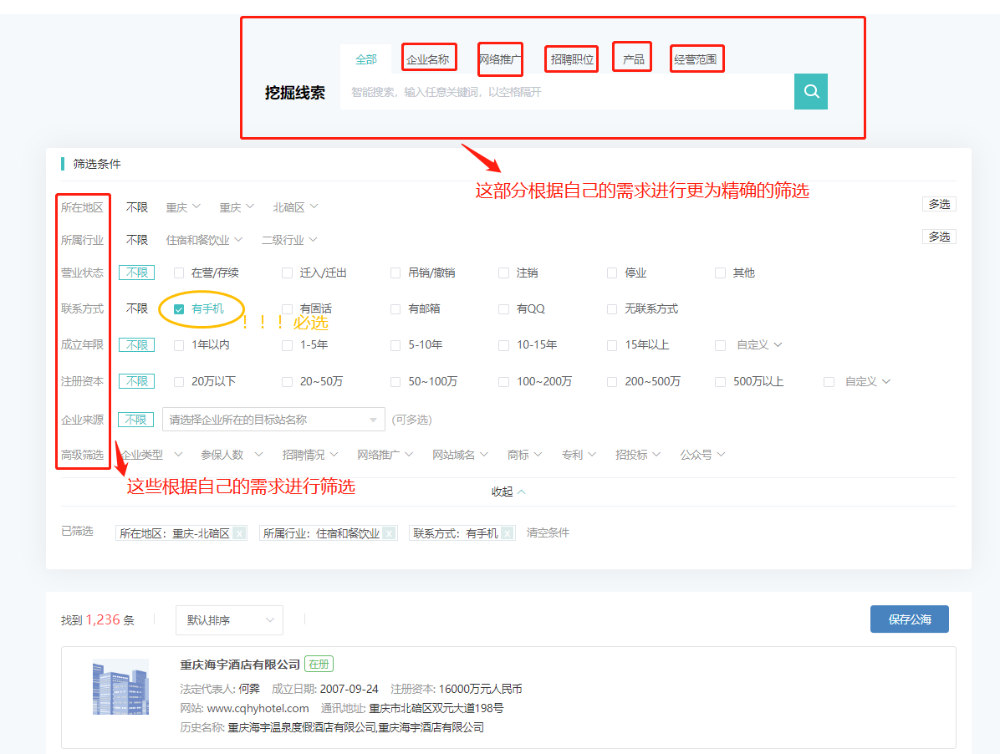 全部 企业名称 网络推广 招聘职位 产品 经营范围
挖掘线索 智能搜索，输入任意关键词，以空格隔开
筛选条件
这部分根据自己的需求进行更为精确的筛选
所在地区 不限 重庆 重庆 北碚区 多选
所属行业 不限 住宿和餐饮业 二级行业 多选
营业状态 不限 在营/存续 迁入/迁出 吊销/撤销 注销 停业 其他
联系方式 不限 有手机 有固话 有邮箱 有QQ 无联系方式
！！！必选
成立年限 不限 1年以内 1-5年 5-10年 10-15年 15年以上 自定义
注册资本 不限 20万以下 20~50万 50~100万 100~200万 200~500万 500万以上 自定义
企业来源 不限 请选择企业所在的目标站名称 (可多选)
高级筛选 企业类型 参保人数 招聘情况 网络推广 网站域名 商标 专利 招投标 公众号
这些根据自己的需求进行筛选
收起
已筛选 所在地区：重庆-北碚区 x 所属行业：住宿和餐饮业 x 联系方式：有手机 x 清空条件
找到 1,236 条 默认排序 保存公海
重庆海宇酒店有限公司 在册
法定代表人: 何霖 成立日期: 2007-09-24 注册资本: 16000万元人民币
网站: www.cqhyhotel.com 通讯地址: 重庆市北碚区双元大道198号
历史名称: 重庆海宇温泉度假酒店有限公司,重庆海宇酒店有限公司